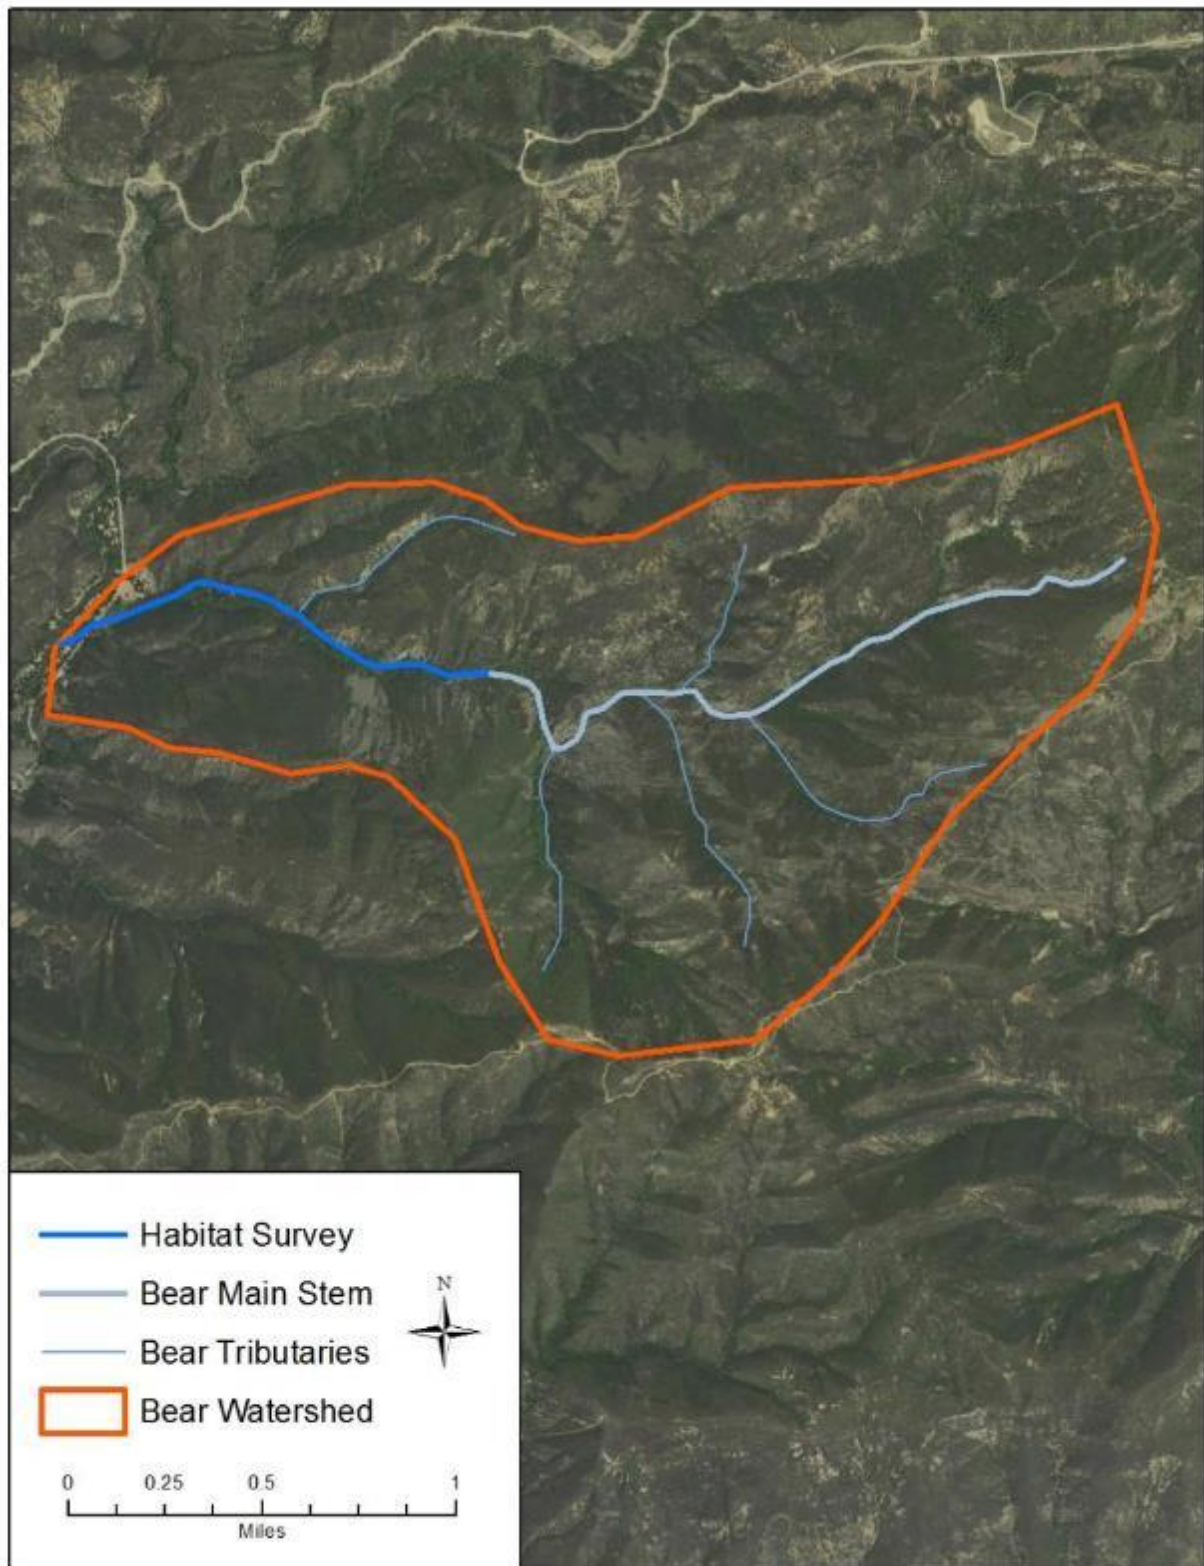 Habitat Survey
N
Bear Main Stem
Bear Tributaries
Bear Watershed
0 0.25 0.5 1
Miles